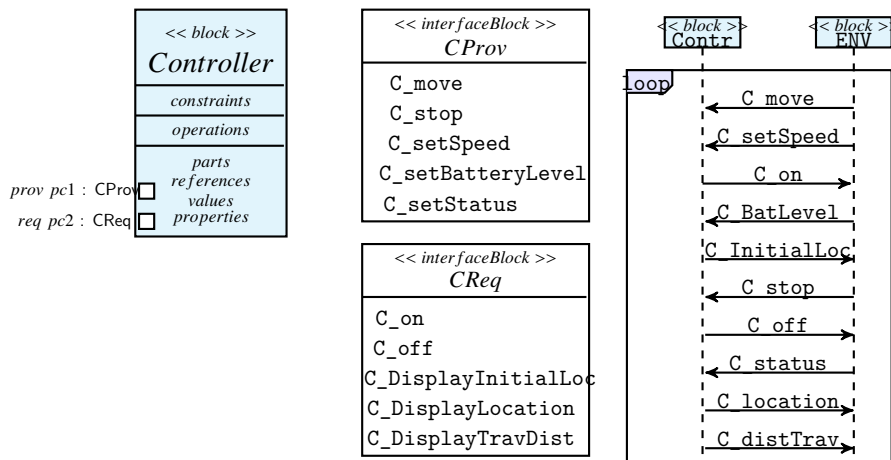 << block >>
Controller
constraints
operations
parts
references
values
properties
prov pc1 : CProv
req pc2 : CReq
<< interfaceBlock >>
CProv
C_move
C_stop
C_setSpeed
C_setBatteryLevel
C_setStatus
<< interfaceBlock >>
CReq
C_on
C_off
C_DisplayInitialLoc
C_DisplayLocation
C_DisplayTravDist
<< block >>
Contr
<< block >>
ENV
loop
C_move
C_setSpeed
C_on
C_BatLevel
C_InitialLoc
C_stop
C_off
C_status
C_location
C_distTrav